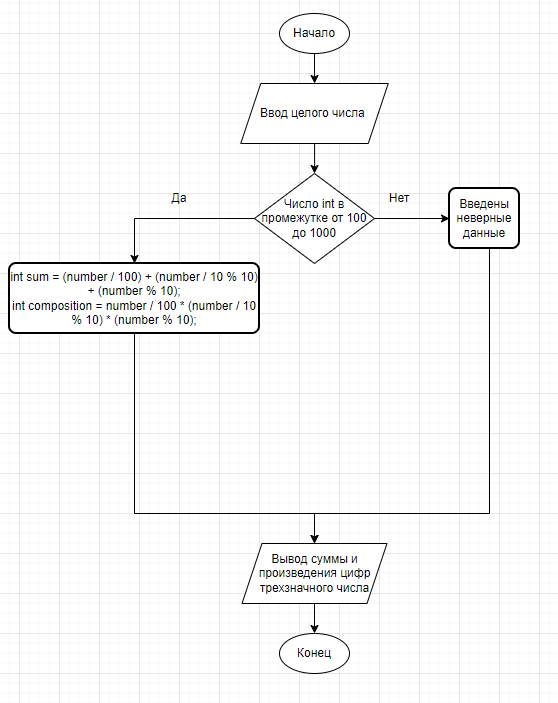 Начало
Ввод целого числа
Да
Число int в
промежутке от 100
до 1000
Нет
Введены
неверные
данные
int sum = (number / 100) + (number / 10 % 10)
+ (number % 10);
int composition = number / 100 * (number / 10
% 10) * (number % 10);
Вывод суммы и
произведения цифр
трехзначного числа
Конец